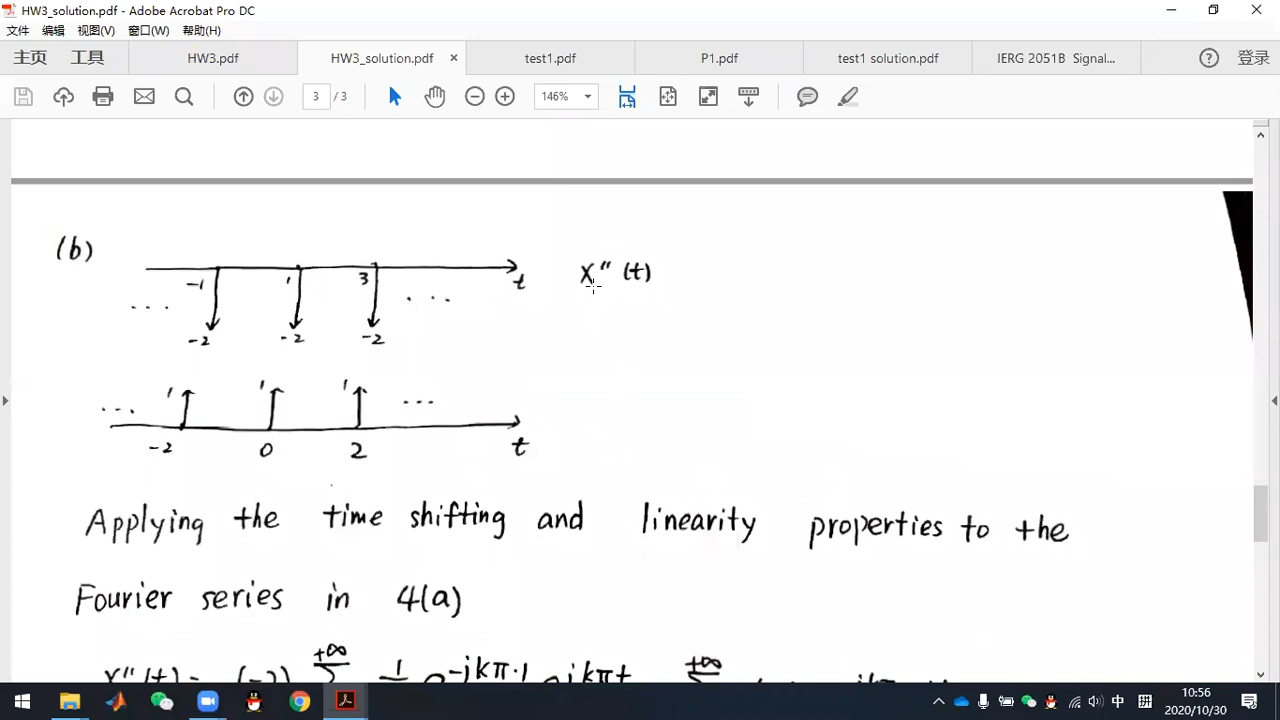 HW3_solution.pdf - Adobe Acrobat Pro DC
文件 编辑 视图(V) 窗口(W) 帮助(H)
主页 工具 HW3.pdf HW3_solution.pdf × test1.pdf P1.pdf test1 solution.pdf IERG 2051B Signal... ? 登录
3 / 3 146%
(b)
-1 1 3 t x''(t)
... ...
-2 -2 -2
... 1 1 1 ...
-2 0 2 t
Applying the time shifting and linearity properties to the
Fourier series in 4(a)
+∞ +∞
中 拼 10:56
2020/10/30